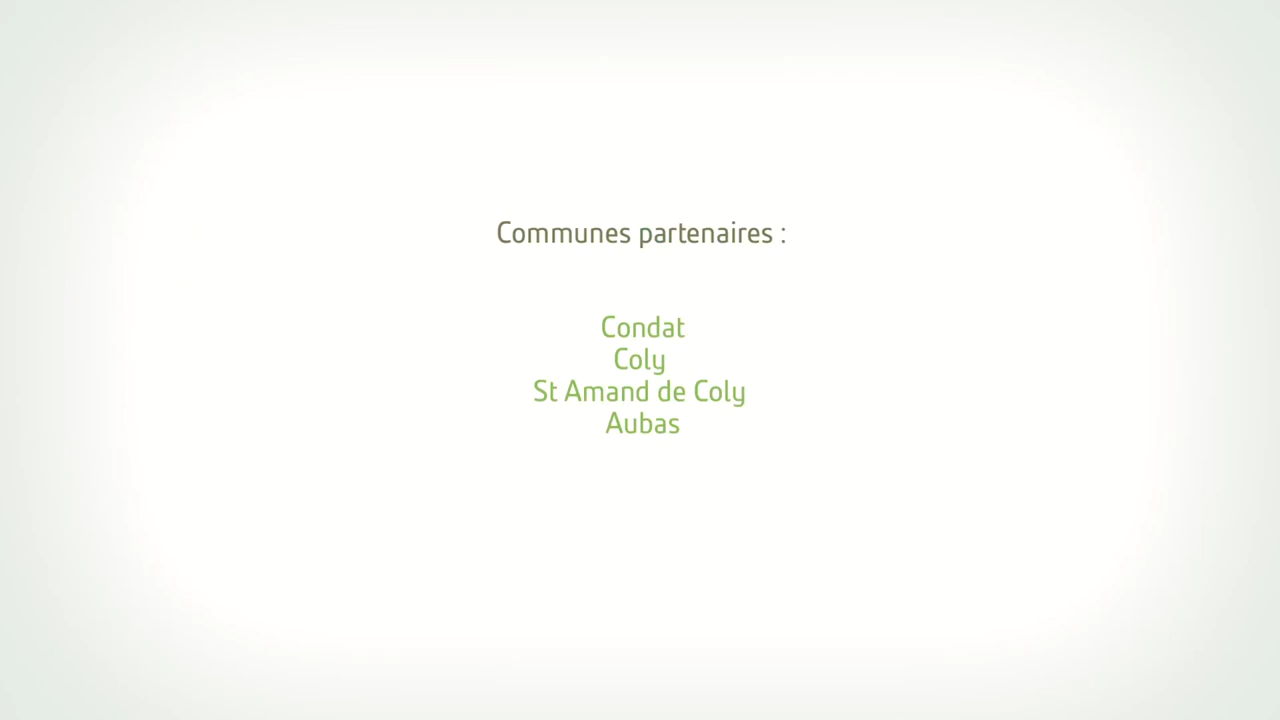 Communes partenaires :
Condat
Coly
St Amand de Coly
Aubas